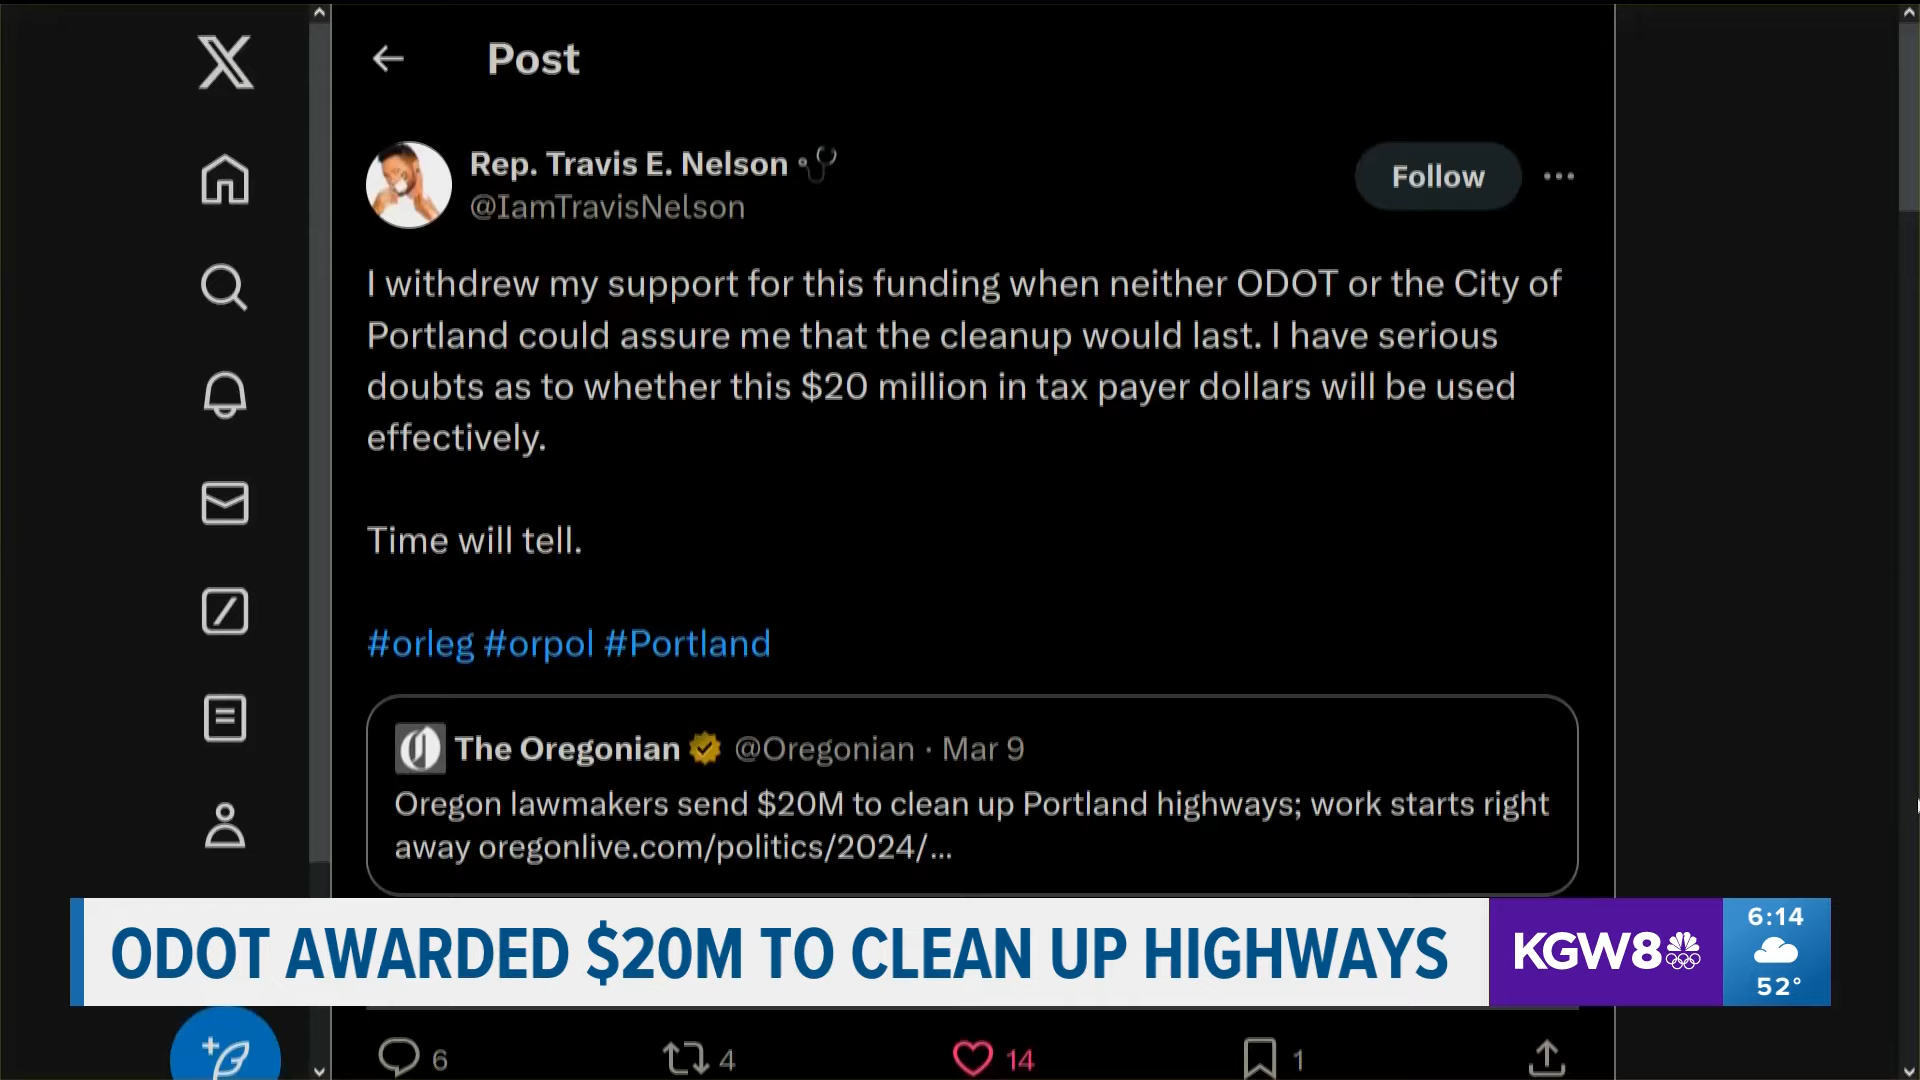 Post
Rep. Travis E. Nelson
@IamTravisNelson
Follow
I withdrew my support for this funding when neither ODOT or the City of
Portland could assure me that the cleanup would last. I have serious
doubts as to whether this $20 million in tax payer dollars will be used
effectively.
Time will tell.
#orleg #orpol #Portland
The Oregonian @Oregonian · Mar 9
Oregon lawmakers send $20M to clean up Portland highways; work starts right
away oregonlive.com/politics/2024/...
ODOT AWARDED $20M TO CLEAN UP HIGHWAYS
KGW8
6:14
52°
6
4
14
1